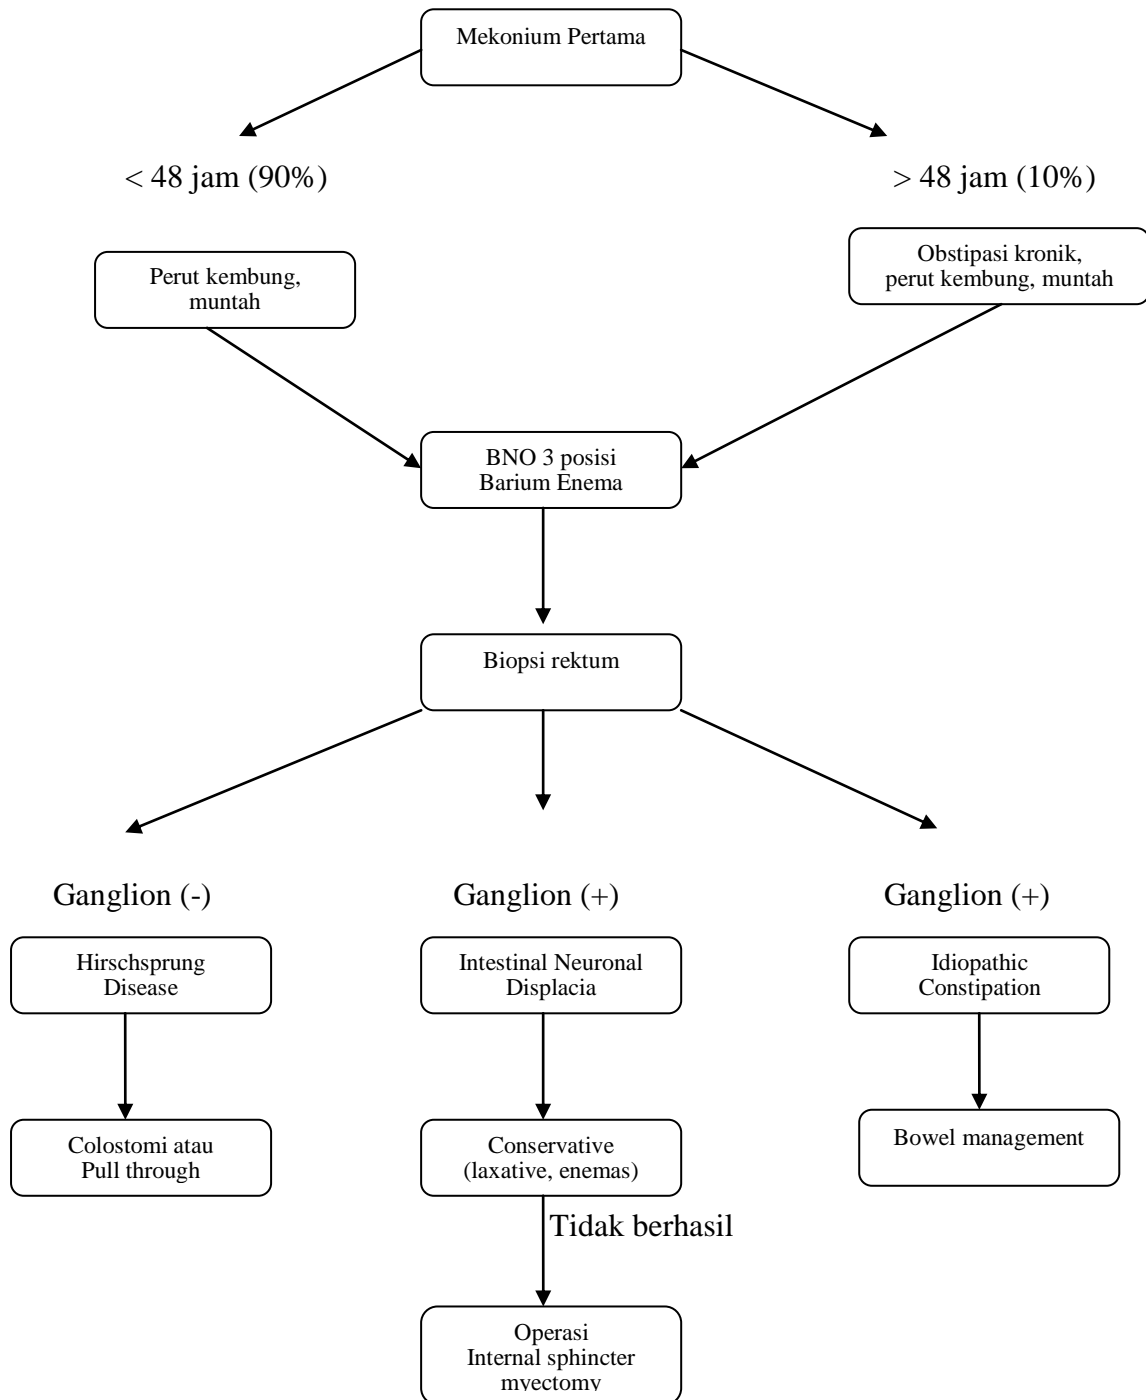 Mekonium Pertama
< 48 jam (90%)
> 48 jam (10%)
Perut kembung,
muntah
Obstipasi kronik,
perut kembung, muntah
BNO 3 posisi
Barium Enema
Biopsi rektum
Ganglion (-)
Ganglion (+)
Ganglion (+)
Hirschsprung
Disease
Intestinal Neuronal
Displacia
Idiopathic
Constipation
Colostomi atau
Pull through
Conservative
(laxative, enemas)
Bowel management
Tidak berhasil
Operasi
Internal sphincter
myectomy